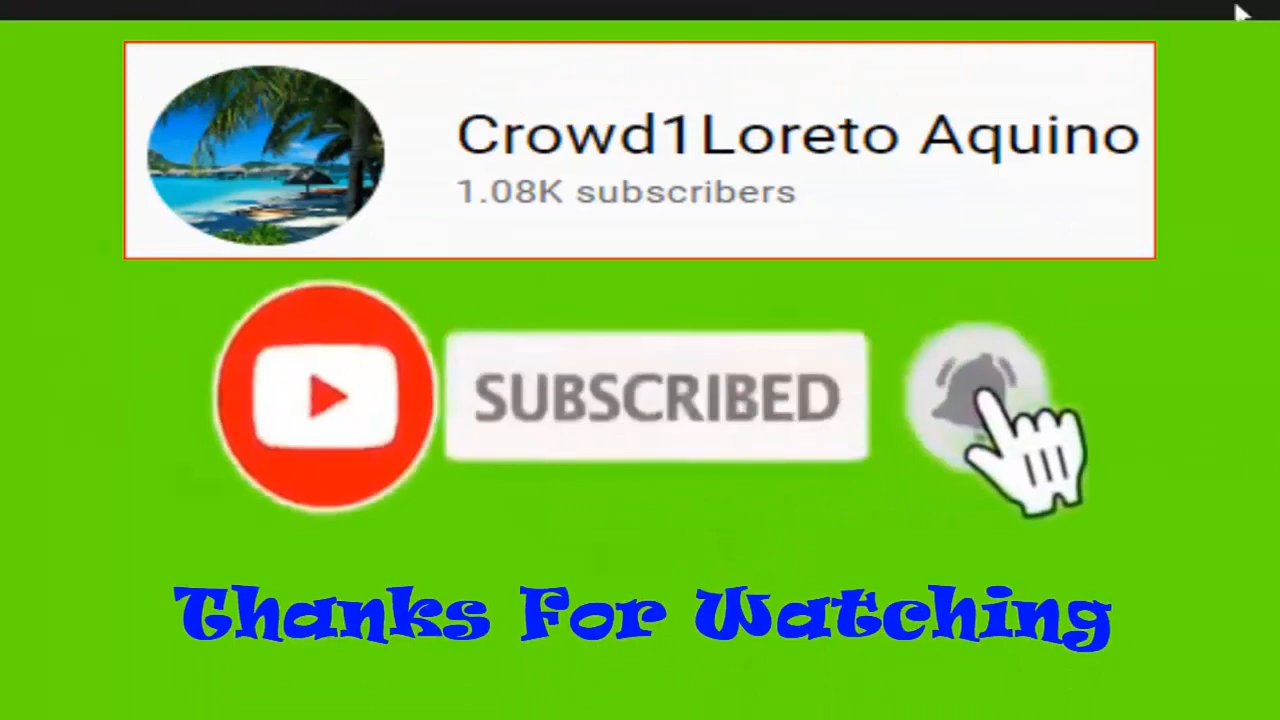 Crowd1Loreto Aquino
1.08K subscribers
SUBSCRIBED
Thanks For Watching